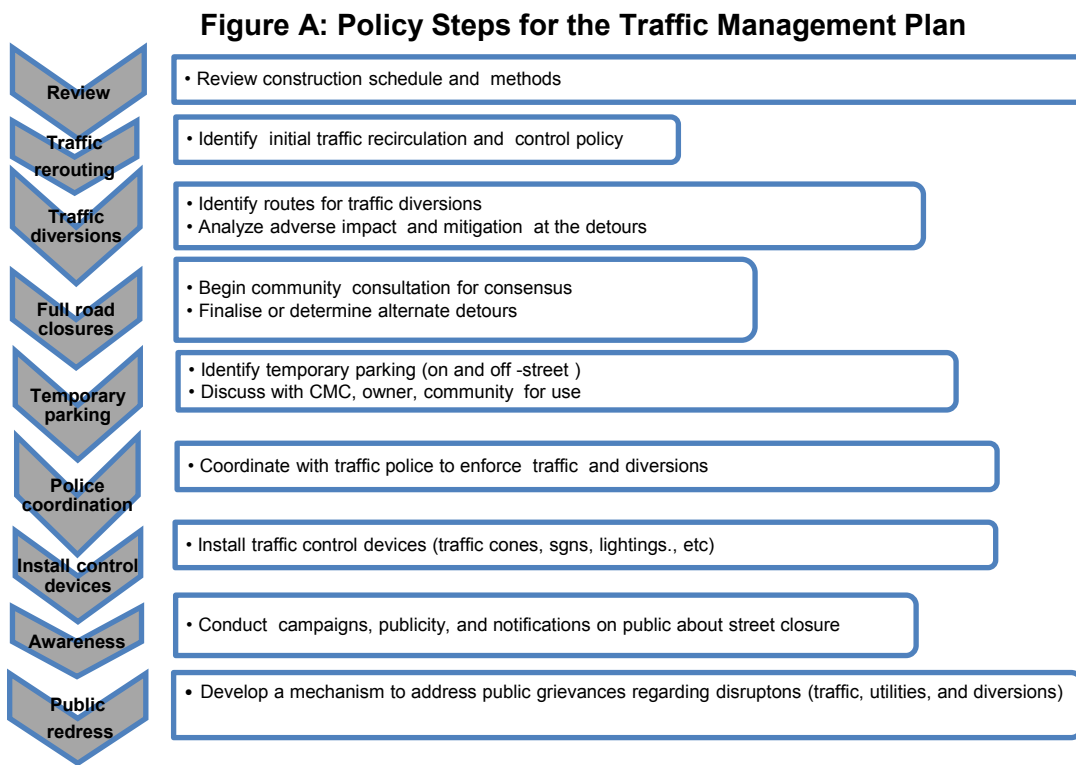 Figure A: Policy Steps for the Traffic Management Plan
Review
• Review construction schedule and methods
Traffic
rerouting
• Identify initial traffic recirculation and control policy
Traffic
diversions
• Identify routes for traffic diversions
• Analyze adverse impact and mitigation at the detours
Full road
closures
• Begin community consultation for consensus
• Finalise or determine alternate detours
Temporary
parking
• Identify temporary parking (on and off -street )
• Discuss with CMC, owner, community for use
Police
coordination
• Coordinate with traffic police to enforce traffic and diversions
Install control
devices
• Install traffic control devices (traffic cones, sgns, lightings., etc)
Awareness
• Conduct campaigns, publicity, and notifications on public about street closure
Public
redress
• Develop a mechanism to address public grievances regarding disruptons (traffic, utilities, and diversions)